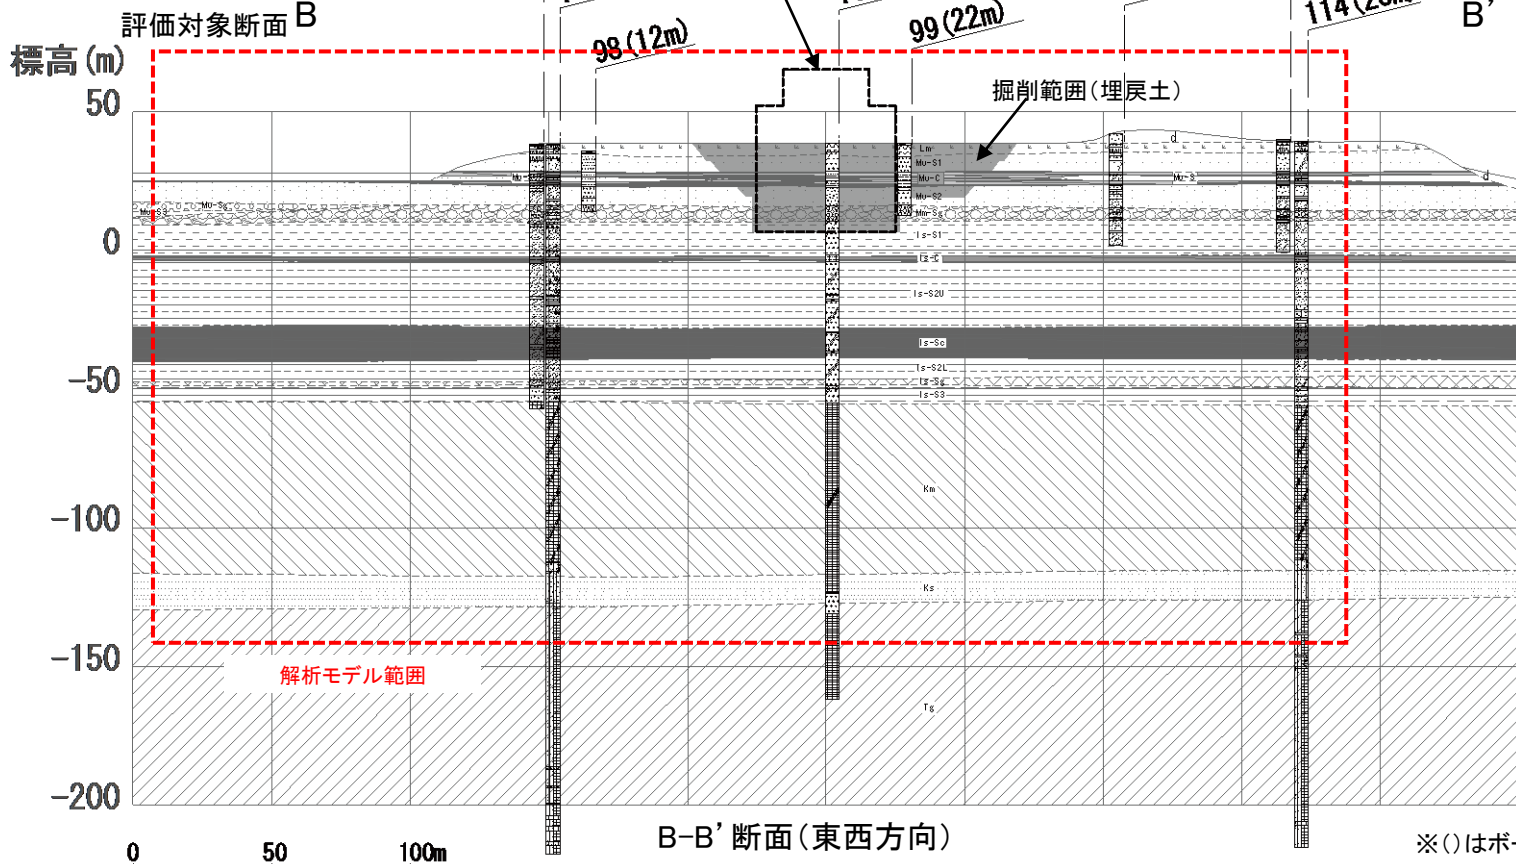 評価対象断面 B
B'
98(12m)
99(22m)
標高(m)
掘削範囲(埋戻土)
50
d
Lm
Mu-S1
Mu-C
Mu-S
d
Mu-S2
Mu-Sg
Mu-S3
Mm-Sg
0
Is-S1
Is-C
Is-S2U
Is-Sc
-50
Is-S2L
Is-Sg
Is-S3
Km
-100
Ks
-150
解析モデル範囲
Tg
-200
B-B'断面(東西方向)
※()はボー
0 50 100m